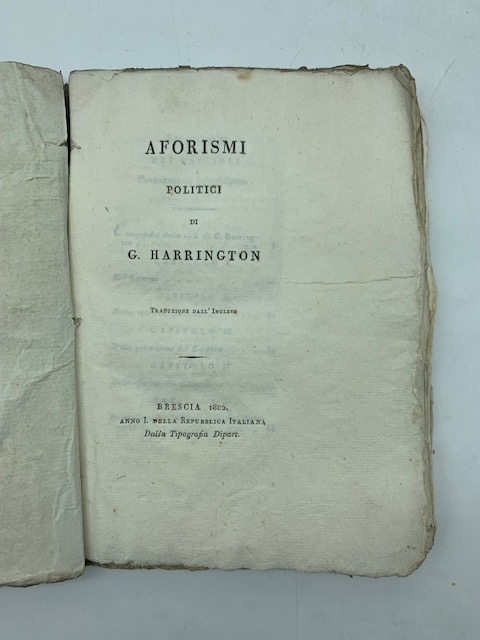 AFORISMI
POLITICI
DI
G. HARRINGTON
TRADUZIONE DALL' INGLESE
BRESCIA 1802.
ANNO I. DELLA REPUBBLICA ITALIANA
Dalla Tipografia Dipart.